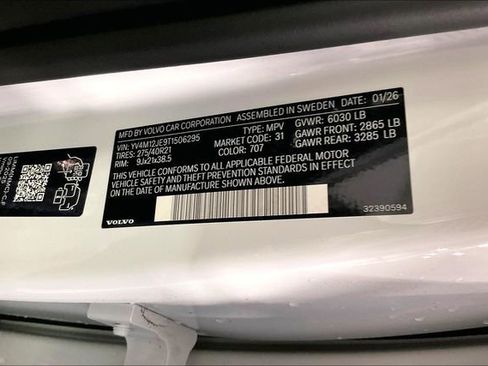 MFD BY VOLVO CAR CORPORATION ASSEMBLED IN SWEDEN DATE: 01/26
VIN: YV4M12JE9T1506295 TYPE: MPV GVWR: 6030 LB
TIRES: 275/40R21 MARKET: 31 GAWR FRONT: 2865 LB
RIM: 9Jx21x38.5 COLOR: 707 GAWR REAR: 3285 LB
THIS VEHICLE CONFORMS TO ALL APPLICABLE FEDERAL MOTOR
VEHICLE SAFETY AND THEFT PREVENTION STANDARDS IN EFFECT
ON THE DATE OF MANUFACTURE SHOWN ABOVE.
VOLVO
32390594